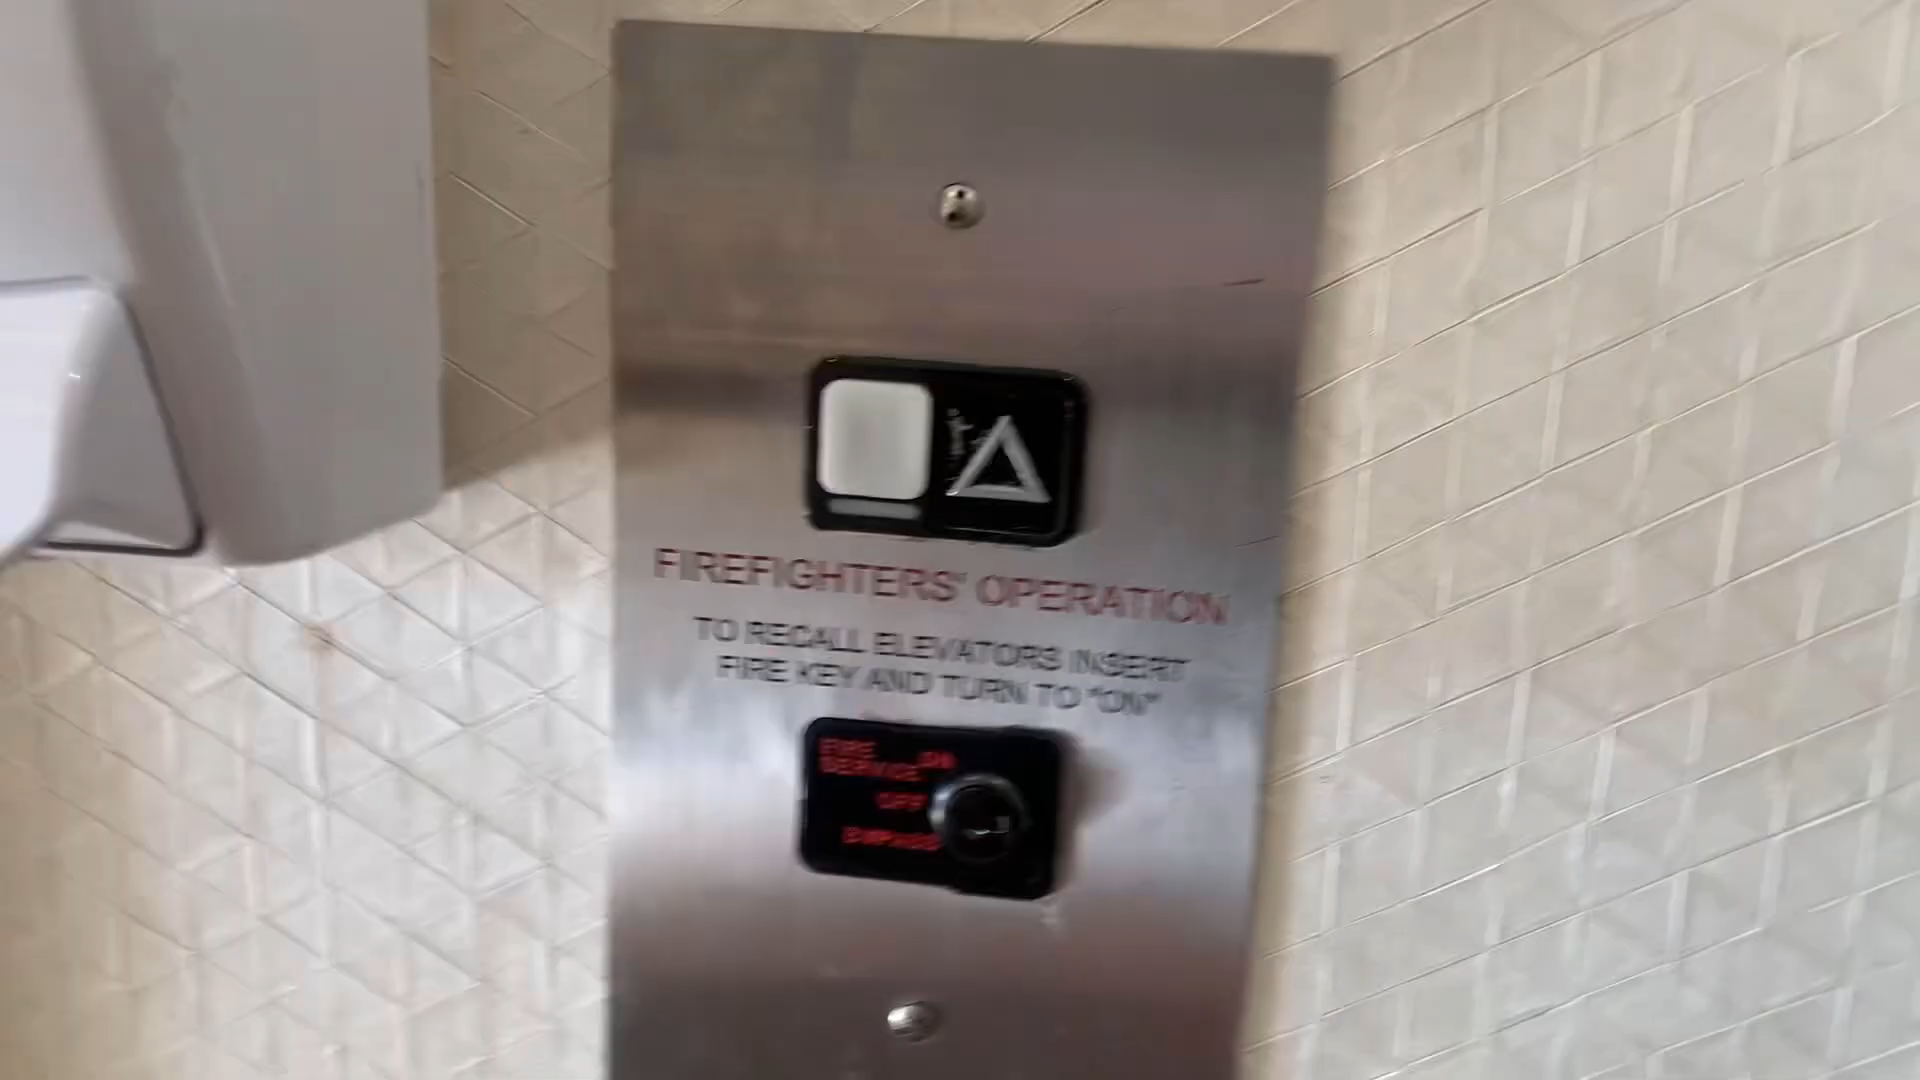 FIREFIGHTERS' OPERATION
TO RECALL ELEVATORS INSERT
FIRE KEY AND TURN TO "ON"
FIRE ON
SERVICE
OFF
BYPASS